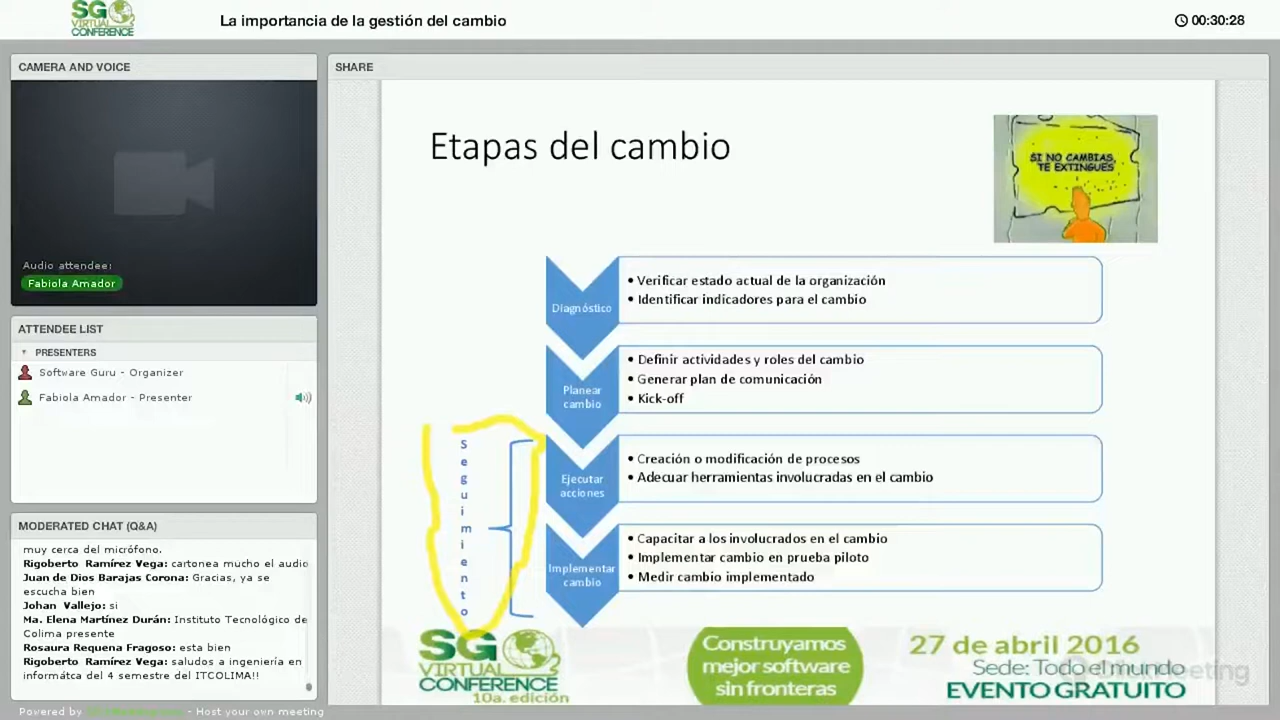 SG
VIRTUAL
CONFERENCE
La importancia de la gestión del cambio
00:30:28
CAMERA AND VOICE
Audio attendee:
Fabiola Amador
ATTENDEE LIST
PRESENTERS
Software Guru - Organizer
Fabiola Amador - Presenter
MODERATED CHAT (Q&A)
muy cerca del micrófono.
Rigoberto Ramírez Vega: cartonea mucho el audio
Juan de Dios Barajas Corona: Gracias, ya se
escucha bien
Johan Vallejo: si
Ma. Elena Martínez Durán: Instituto Tecnológico de
Colima presente
Rosaura Requena Fragoso: esta bien
Rigoberto Ramírez Vega: saludos a ingeniería en
informátca del 4 semestre del ITCOLIMA!!
Powered by
- Host your own meeting
SHARE
Etapas del cambio
SI NO CAMBIAS,
TE EXTINGUES
Diagnóstico
• Verificar estado actual de la organización
• Identificar indicadores para el cambio
Planear
cambio
• Definir actividades y roles del cambio
• Generar plan de comunicación
• Kick-off
Seguimiento
Ejecutar
acciones
• Creación o modificación de procesos
• Adecuar herramientas involucradas en el cambio
Implementar
cambio
• Capacitar a los involucrados en el cambio
• Implementar cambio en prueba piloto
• Medir cambio implementado
SG
VIRTUAL
CONFERENCE
10a. edición
Construyamos
mejor software
sin fronteras
27 de abril 2016
Sede: Todo el mundo
EVENTO GRATUITO